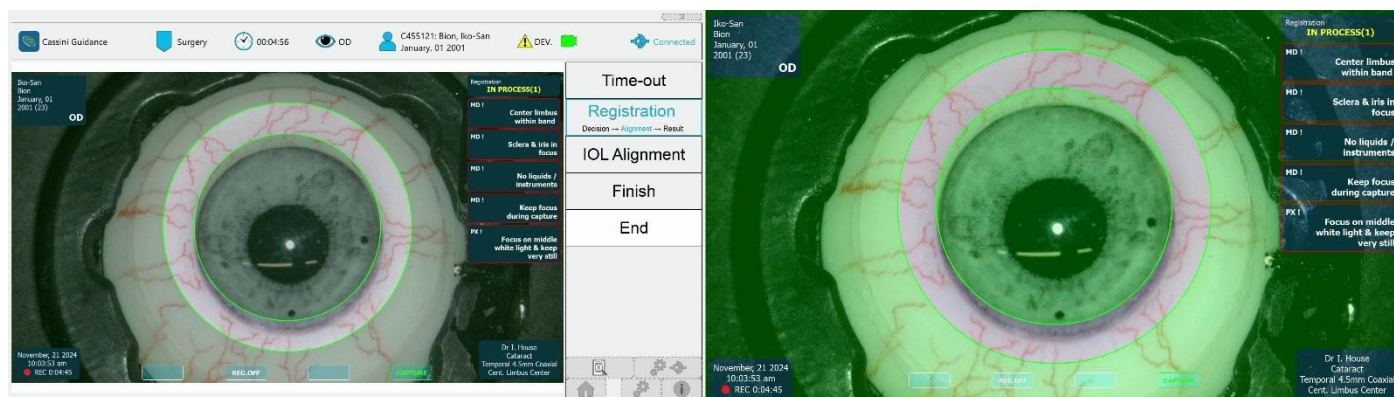 Cassini Guidance
Surgery
00:04:56
OD
C455121: Bion, Iko-San
January, 01 2001
DEV.
Connected
Iko-San
Bion
January, 01
2001 (23)
OD
Registration
IN PROCESS(1)
MD !
Center limbus
within band
MD !
Sclera & iris in
focus
MD !
No liquids /
instruments
MD !
Keep focus
during capture
PX !
Focus on middle
white light & keep
very still
November, 21 2024
10:03:53 am
REC 0:04:45
REG.OFF
CAPTURE
Dr I. House
Cataract
Temporal 4.5mm Coaxial
Cent. Limbus Center
Time-out
Registration
Decision → Alignment → Result
IOL Alignment
Finish
End
Iko-San
Bion
January, 01
2001 (23)
OD
Registration
IN PROCESS(1)
MD !
Center limbus
within band
MD !
Sclera & iris in
focus
MD !
No liquids /
instruments
MD !
Keep focus
during capture
PX !
Focus on middle
white light & keep
very still
November, 21 2024
10:03:53 am
REC 0:04:45
REG.OFF
CAPTURE
Dr I. House
Cataract
Temporal 4.5mm Coaxial
Cent. Limbus Center